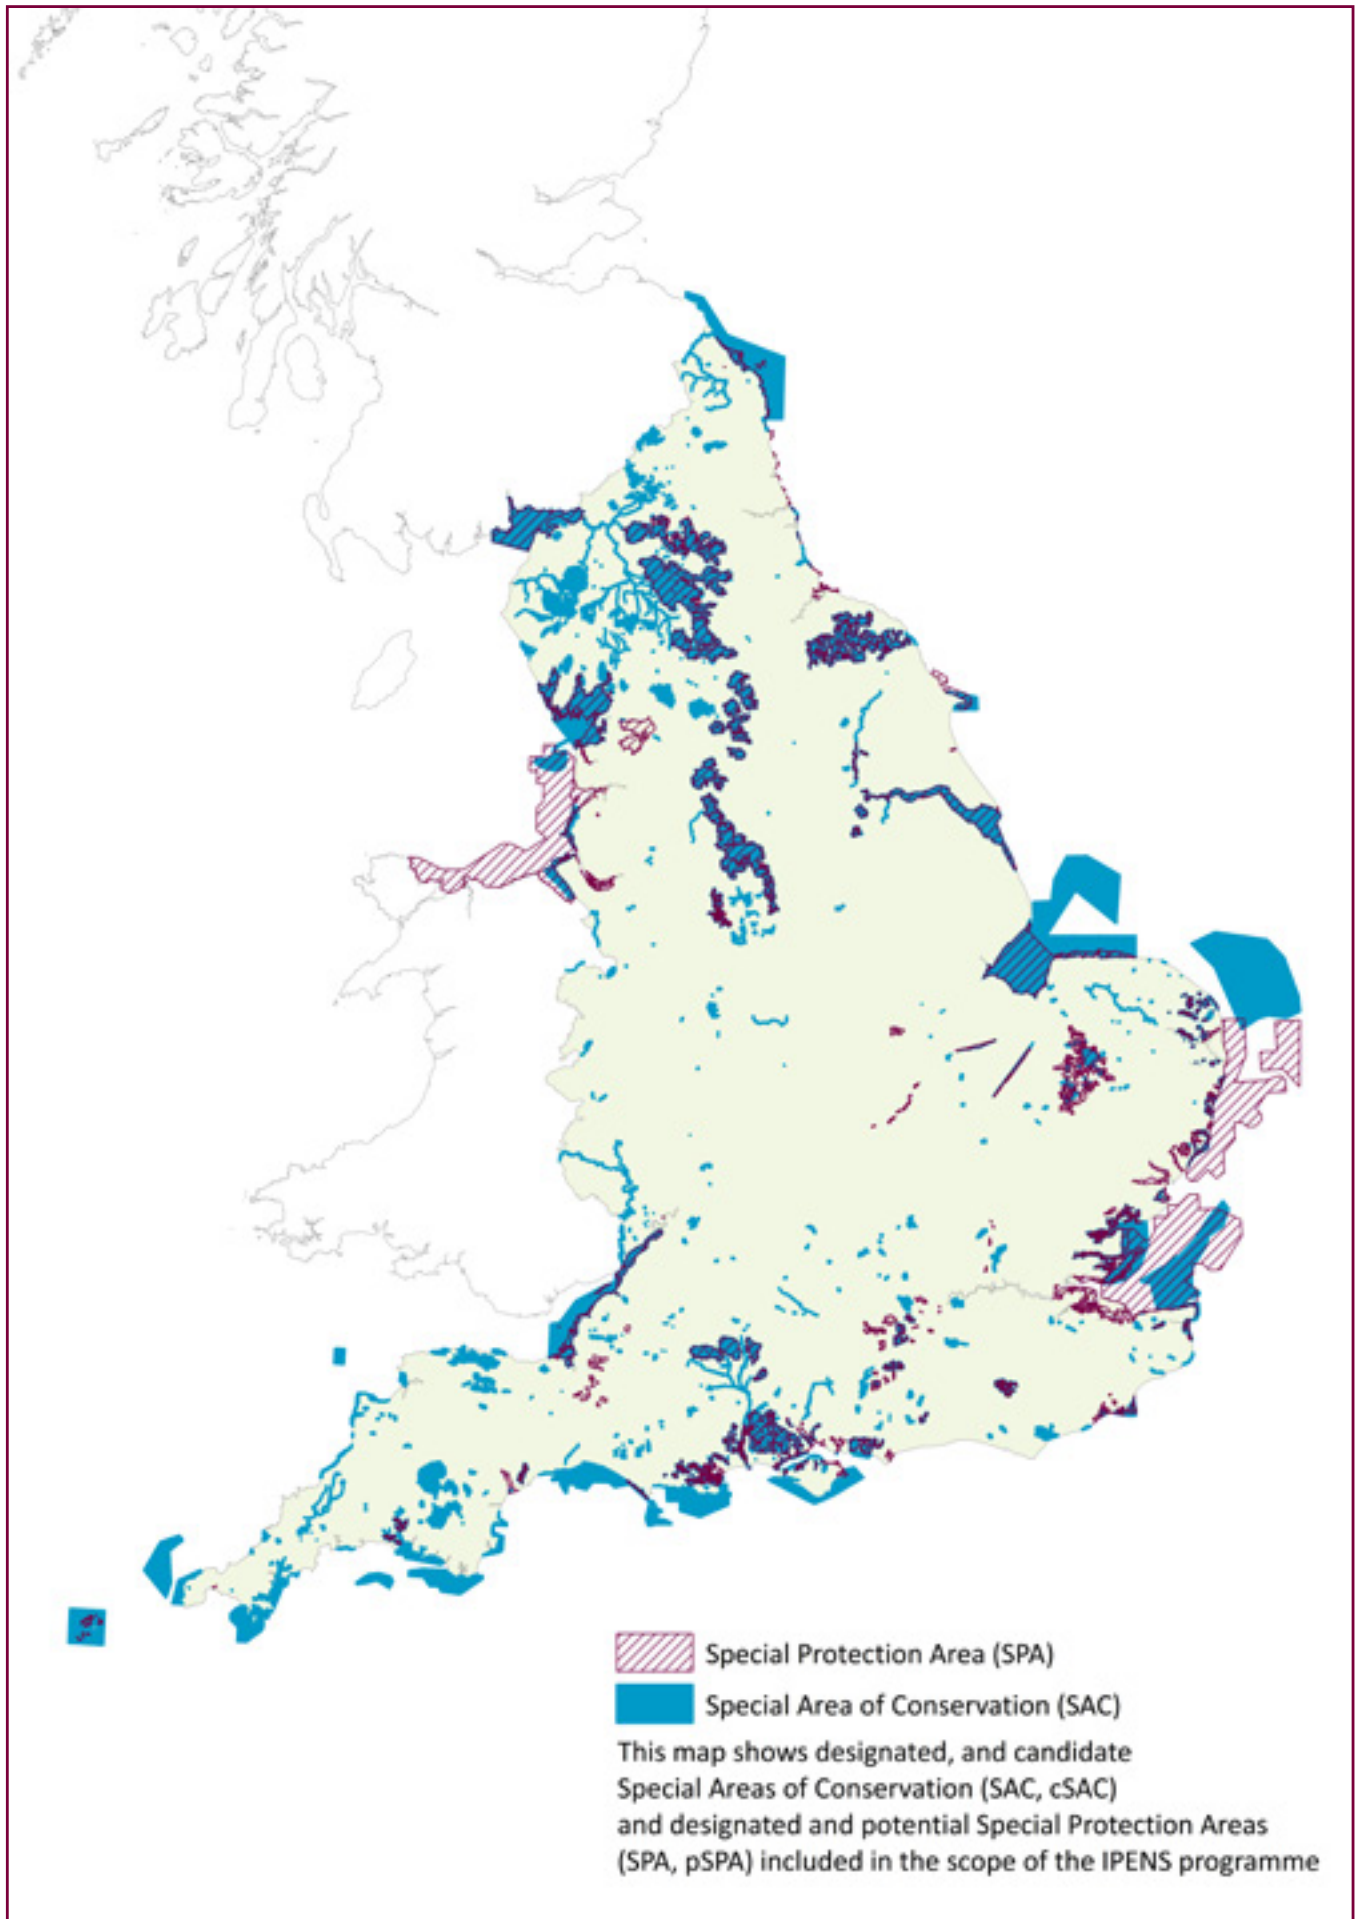 Special Protection Area (SPA)
Special Area of Conservation (SAC)
This map shows designated, and candidate
Special Areas of Conservation (SAC, cSAC)
and designated and potential Special Protection Areas
(SPA, pSPA) included in the scope of the IPENS programme